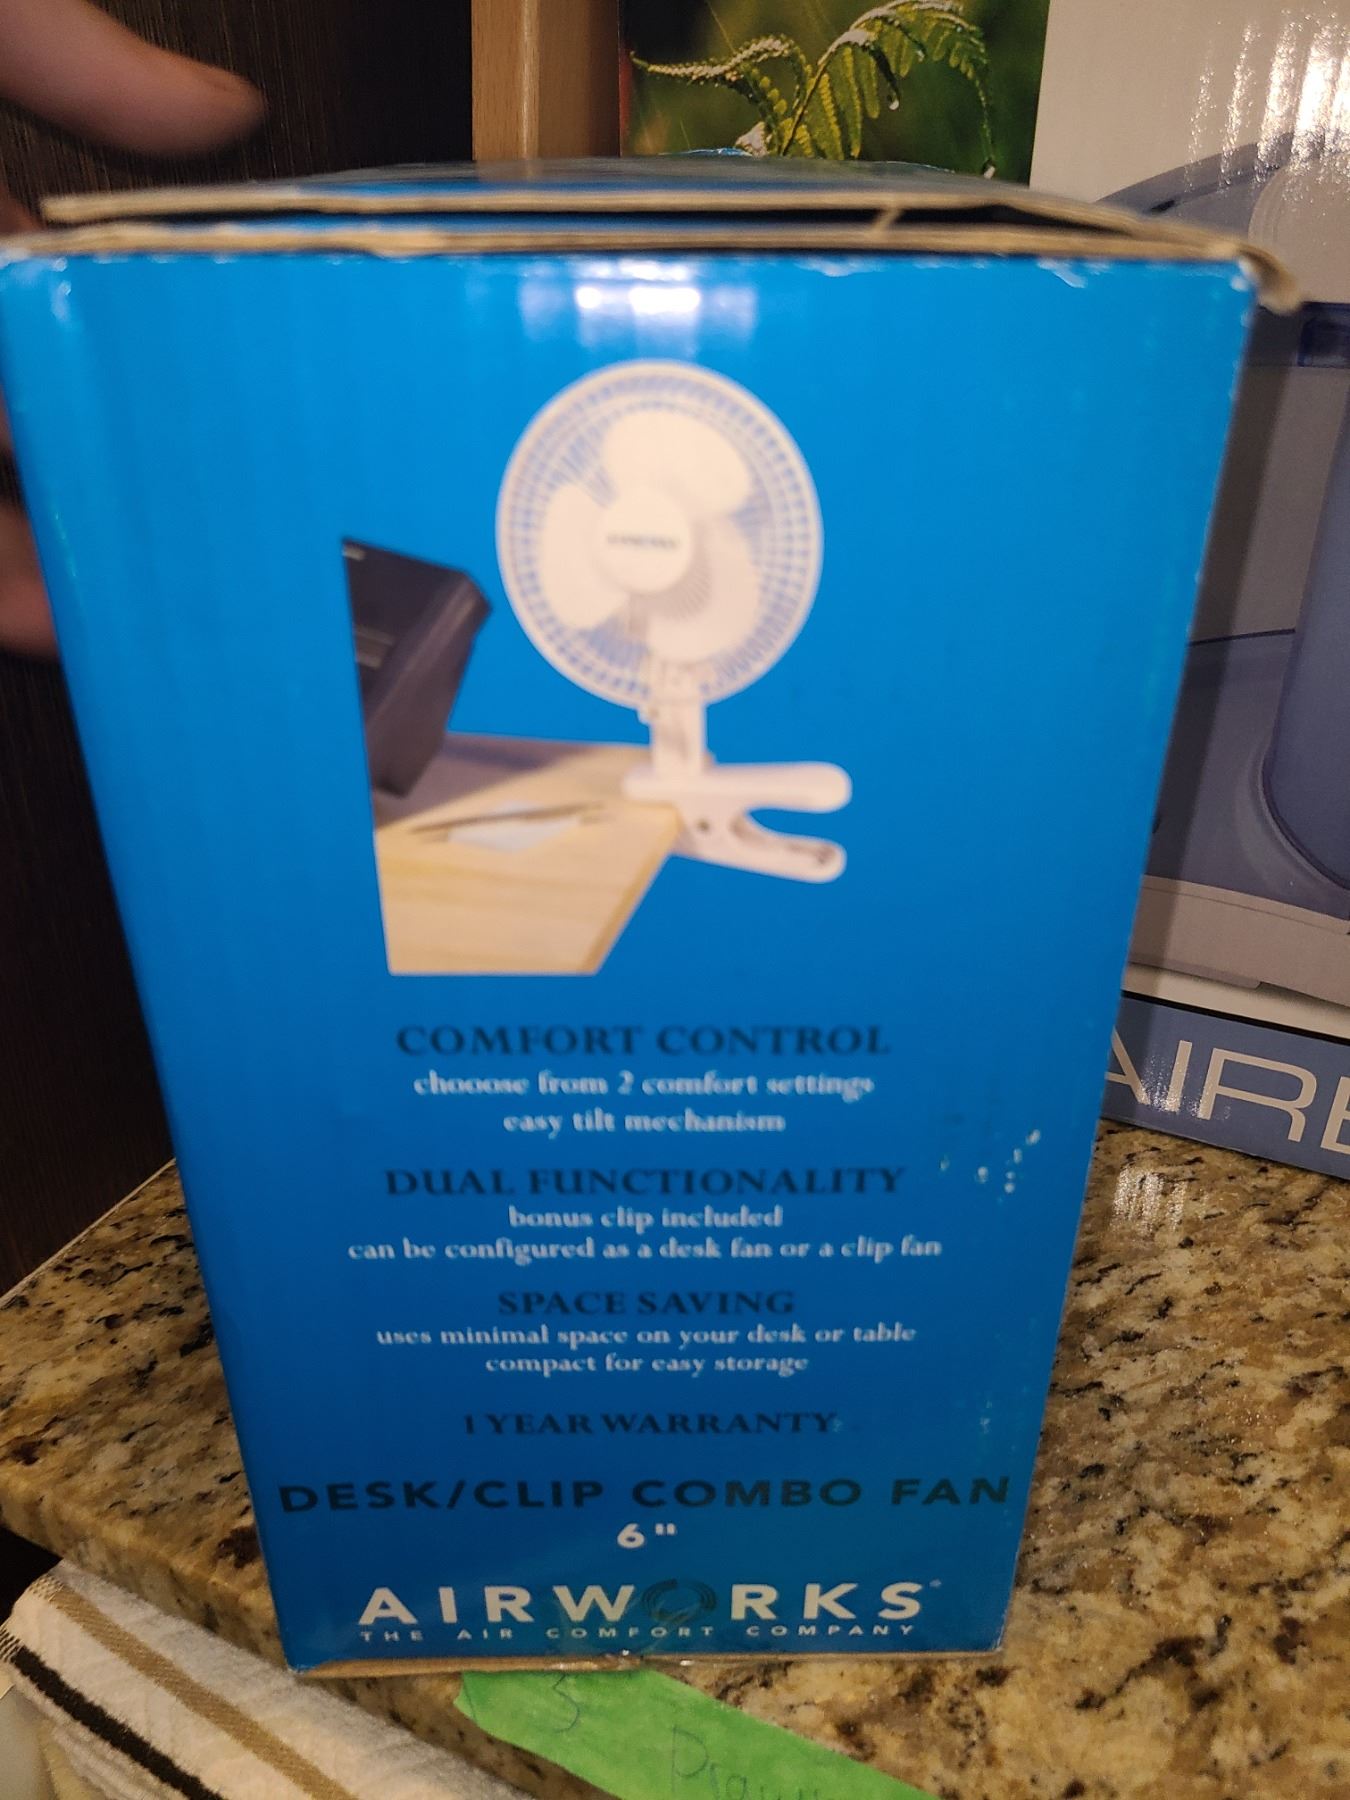 COMFORT CONTROL
chooose from 2 comfort settings
easy tilt mechanism
DUAL FUNCTIONALITY
bonus clip included
can be configured as a desk fan or a clip fan
SPACE SAVING
uses minimal space on your desk or table
compact for easy storage
1 YEAR WARRANTY
DESK/CLIP COMBO FAN
6"
AIRWORKS
THE AIR COMFORT COMPANY
3